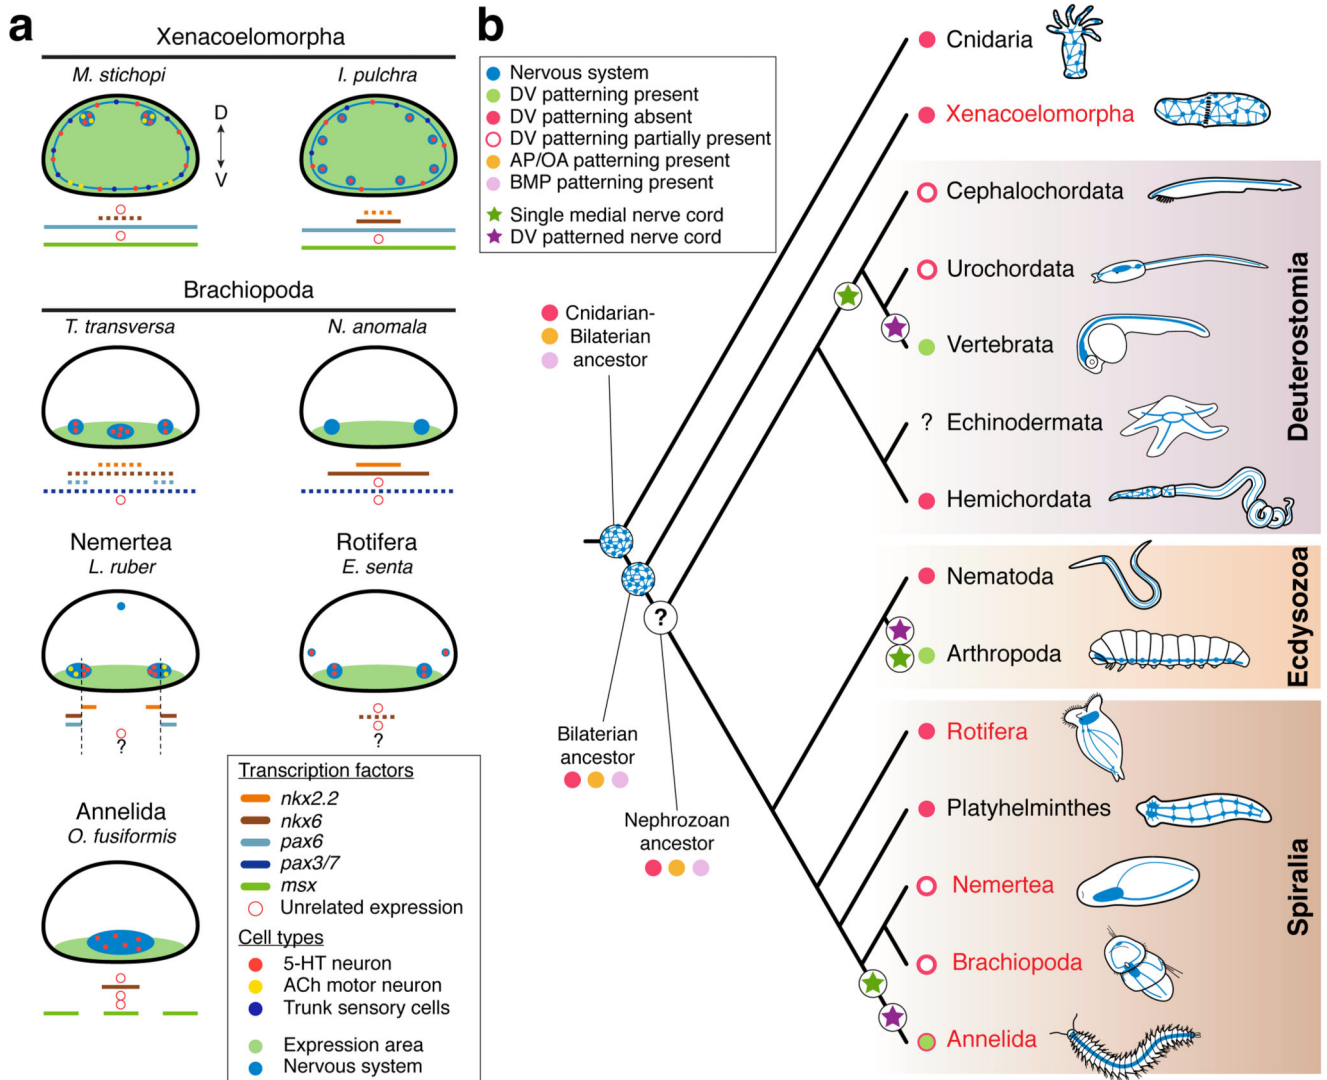 a
Xenacoelomorpha
M. stichopi
I. pulchra
D
V
Brachiopoda
T. transversa
N. anomala
Nemertea
L. ruber
Rotifera
E. senta
?
?
Annelida
O. fusiformis
Transcription factors
nkx2.2
nkx6
pax6
pax3/7
msx
Unrelated expression
Cell types
5-HT neuron
ACh motor neuron
Trunk sensory cells
Expression area
Nervous system
b
Nervous system
DV patterning present
DV patterning absent
DV patterning partially present
AP/OA patterning present
BMP patterning present
Single medial nerve cord
DV patterned nerve cord
Cnidarian-
Bilaterian
ancestor
?
Bilaterian
ancestor
Nephrozoan
ancestor
Cnidaria
Xenacoelomorpha
Cephalochordata
Urochordata
Vertebrata
? Echinodermata
Hemichordata
Deuterostomia
Nematoda
Arthropoda
Ecdysozoa
Rotifera
Platyhelminthes
Nemertea
Brachiopoda
Annelida
Spiralia